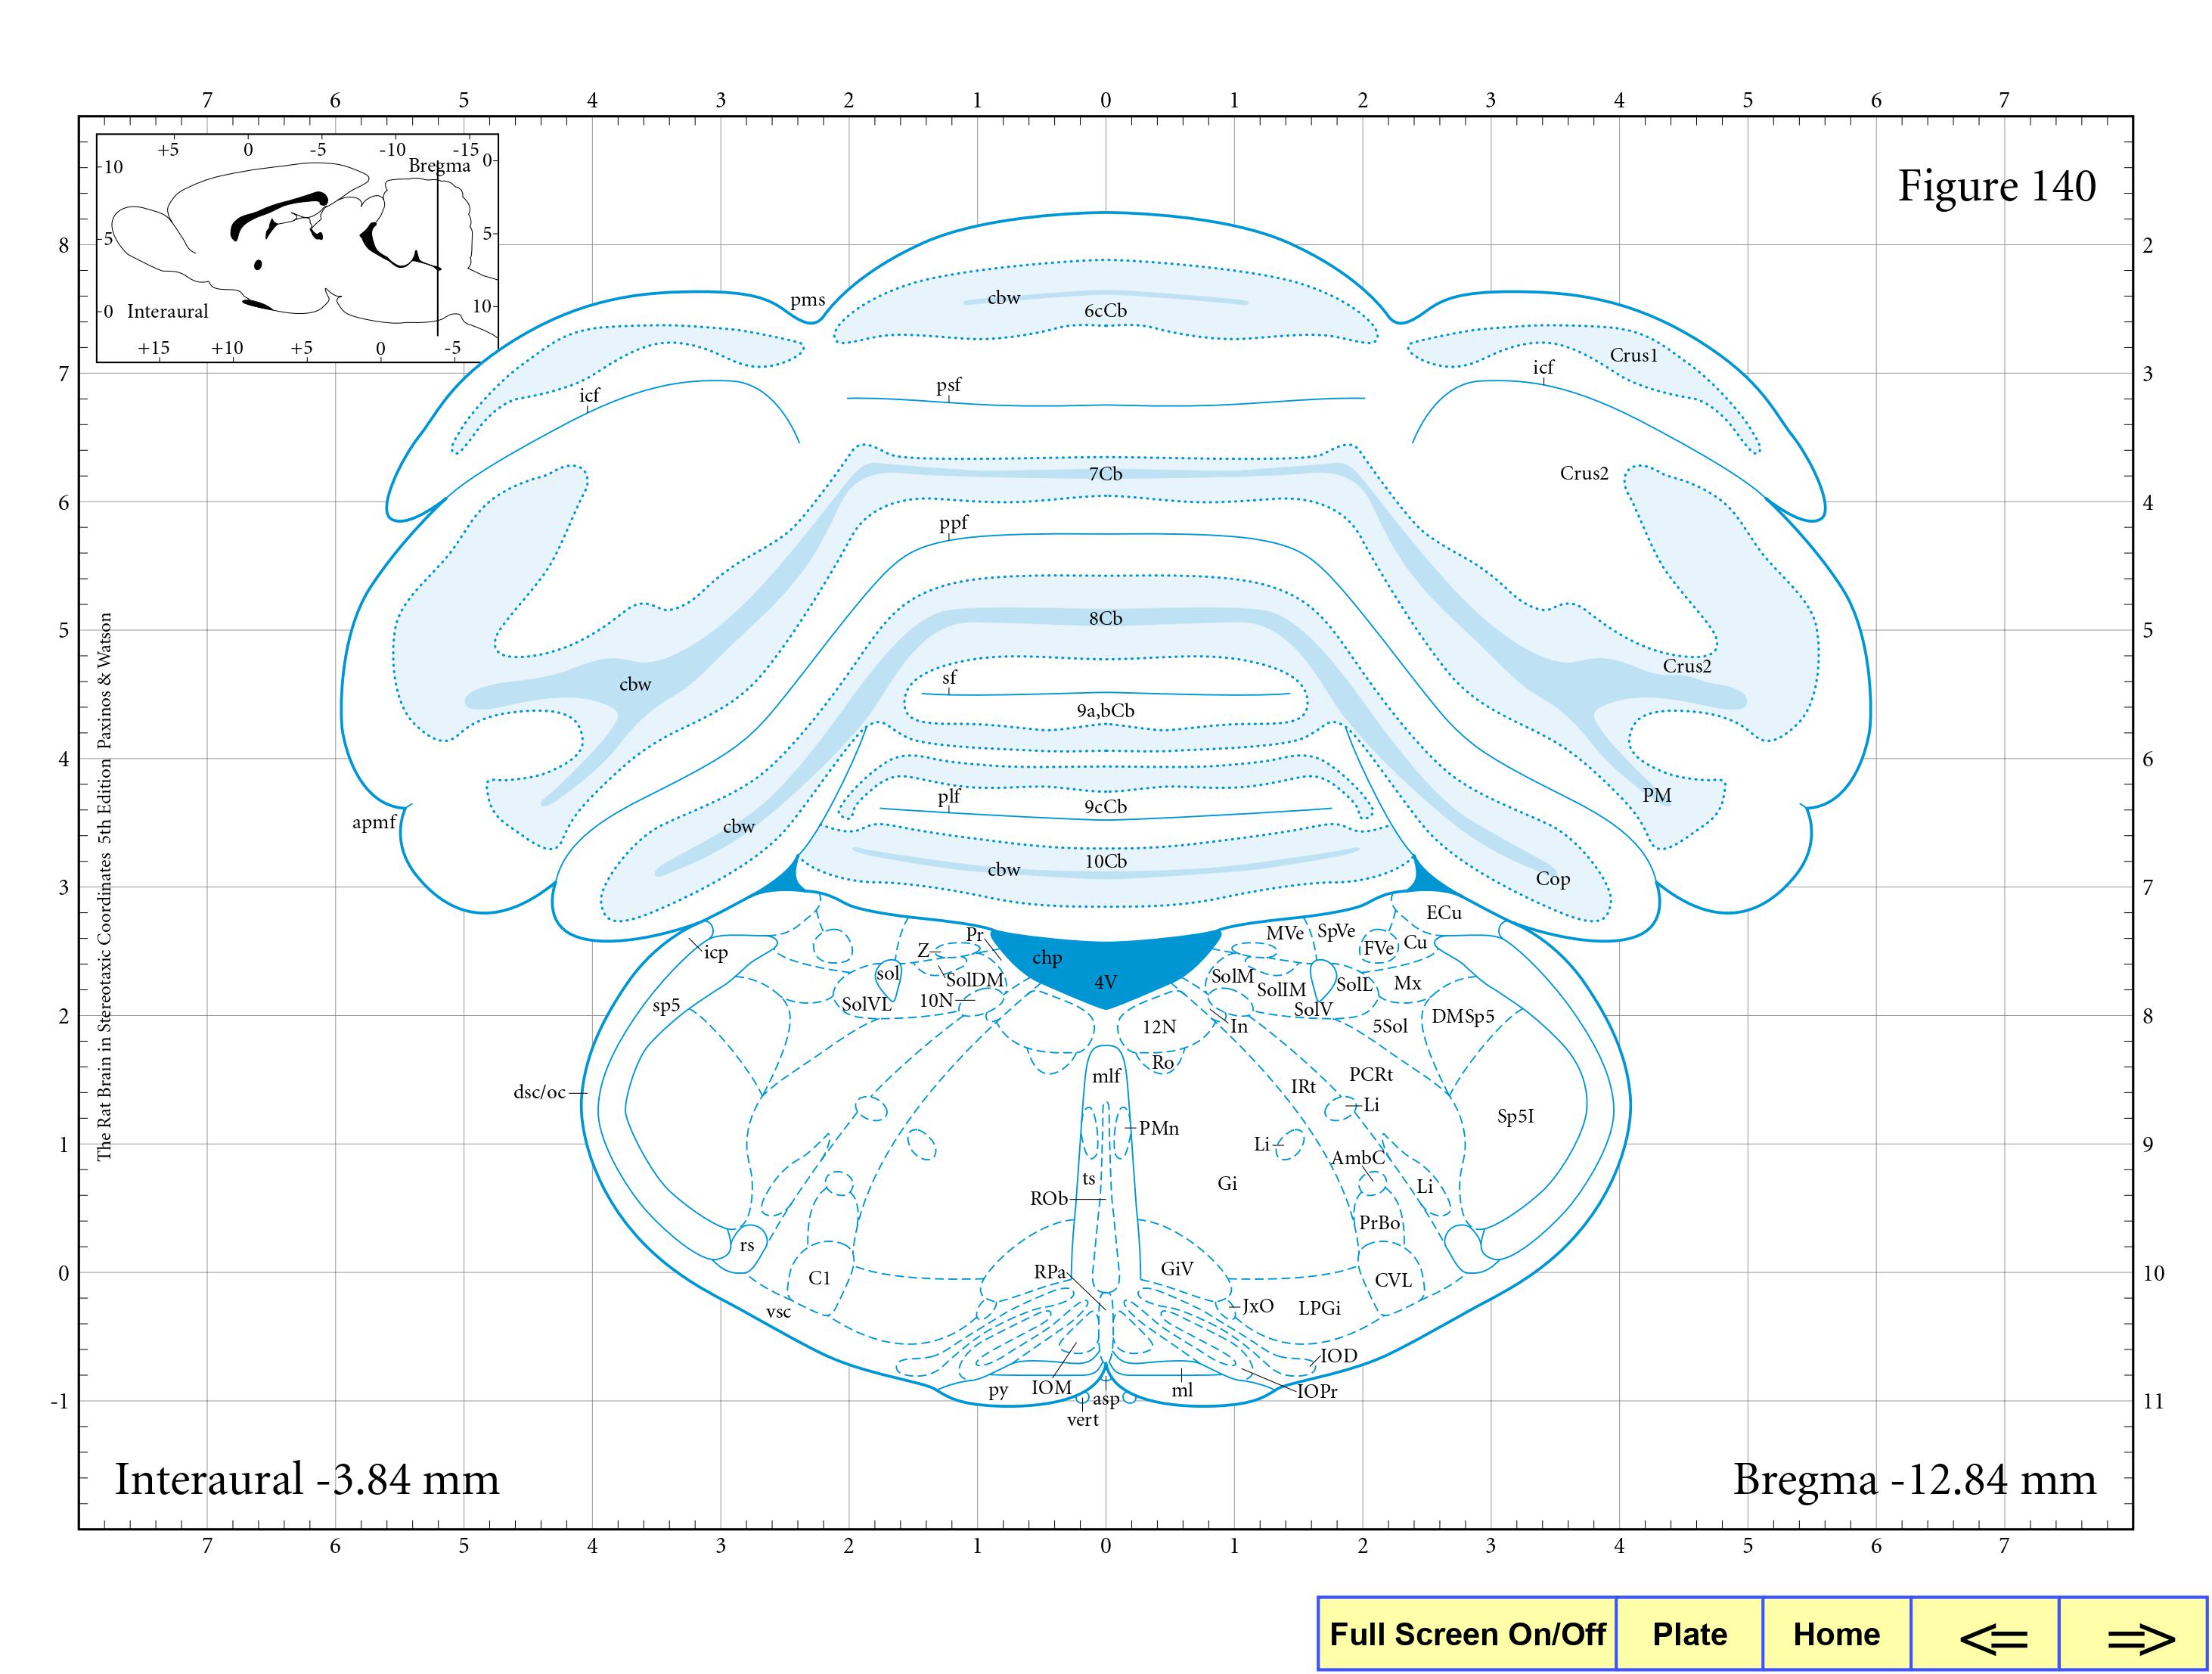 7 6 5 4 3 2 1 0 1 2 3 4 5 6 7
+5 0 -5 -10 -15
Bregma 0
10
5 5
0 Interaural 10
+15 +10 +5 0 -5
Figure 140
8 2
pms cbw
6cCb
Crus1
7 3
icf psf icf
7Cb Crus2
6 4
ppf
8Cb
5 5
sf Crus2
cbw
9a,bCb
4 6
plf PM
9cCb
apmf cbw
10Cb
cbw Cop
3 7
ECu
Pr MVe SpVe
Z FVe Cu
icp chp
sol SolDM 4V SolM SolIM SolL Mx
sp5 SolVL 10N SolV
2 8
12N In 5Sol DMSp5
Ro
mlf PCRt
dsc/oc IRt
Li
Sp5I
PMn
1 9
Li
AmbC
ts Gi Li
ROb
PrBo
rs
0 10
RPa GiV
C1 CVL
vsc JxO LPGi
IOD
py IOM ml IOPr
-1 asp 11
vert
The Rat Brain in Stereotaxic Coordinates 5th Edition Paxinos & Watson
Interaural -3.84 mm Bregma -12.84 mm
7 6 5 4 3 2 1 0 1 2 3 4 5 6 7
Full Screen On/Off Plate Home <= =>